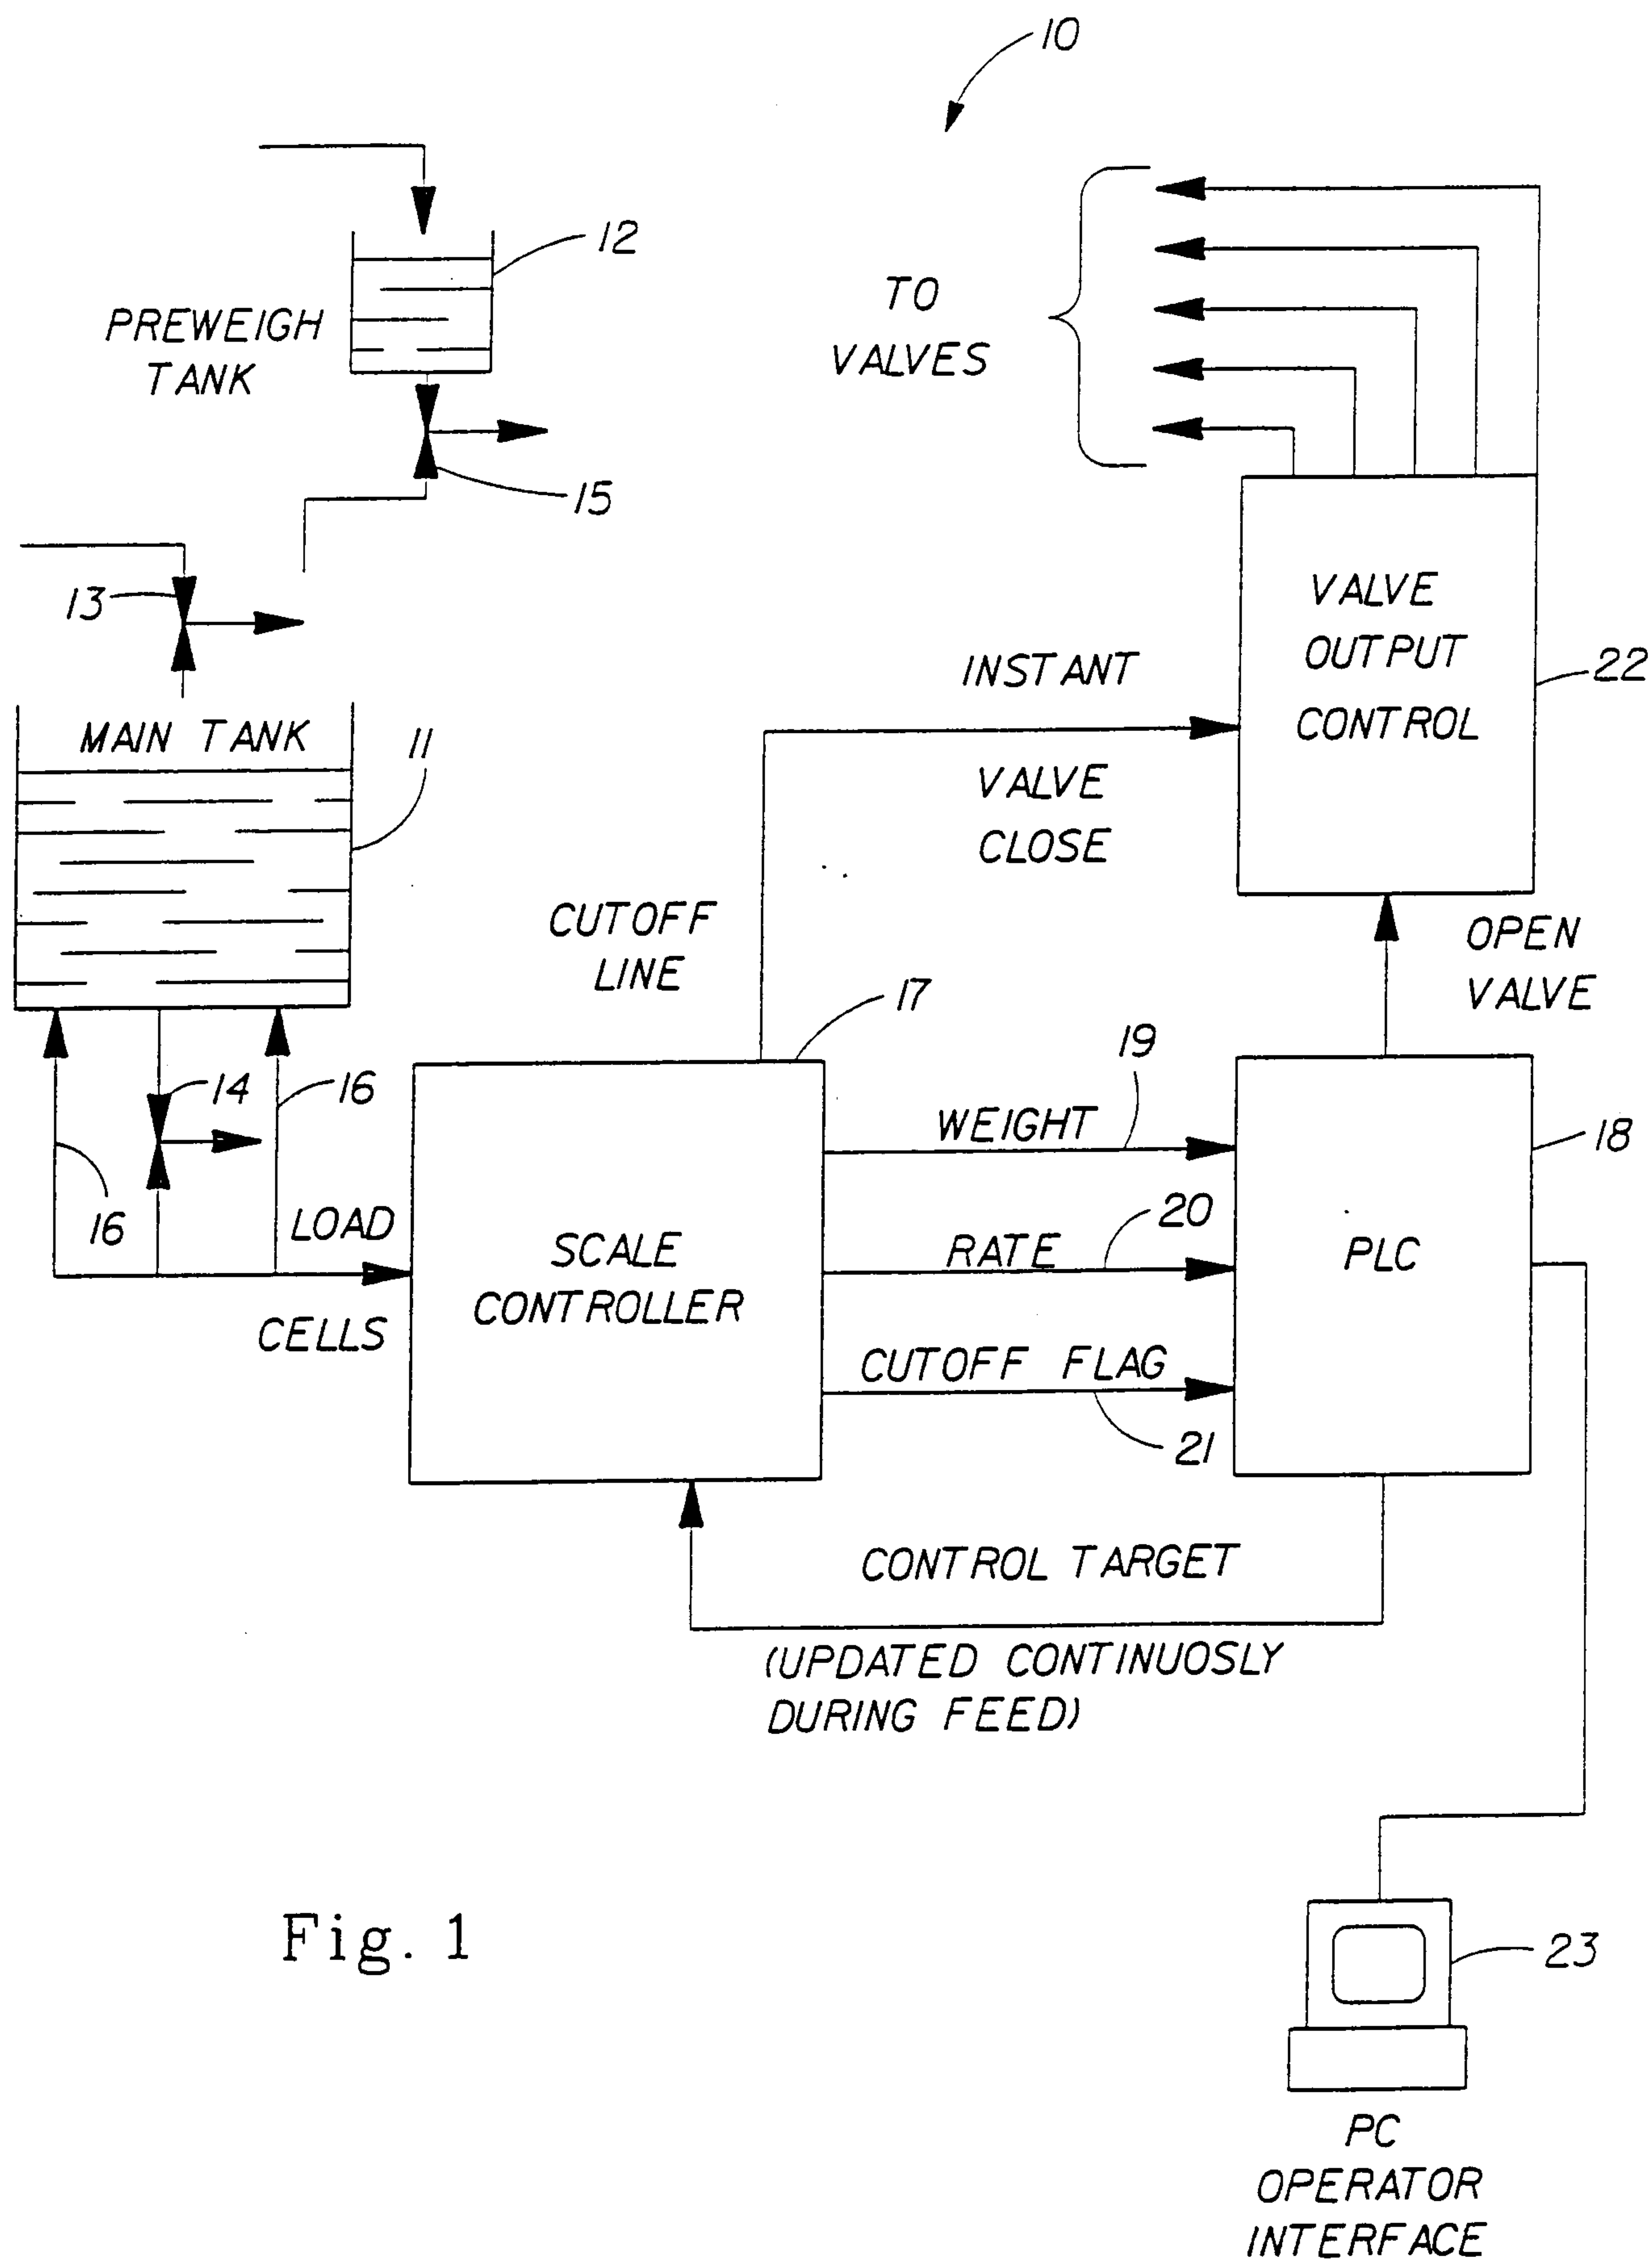 10
12
PREWEIGH
TANK
15
13
TO
VALVES
VALVE
OUTPUT
CONTROL
22
INSTANT
VALVE
CLOSE
MAIN TANK
11
CUTOFF
LINE
OPEN
VALVE
17
14
16
16
LOAD
CELLS
SCALE
CONTROLLER
WEIGHT
19
RATE
20
CUTOFF FLAG
21
PLC
18
CONTROL TARGET
(UPDATED CONTINUOSLY
DURING FEED)
Fig. 1
23
PC
OPERATOR
INTERFACE